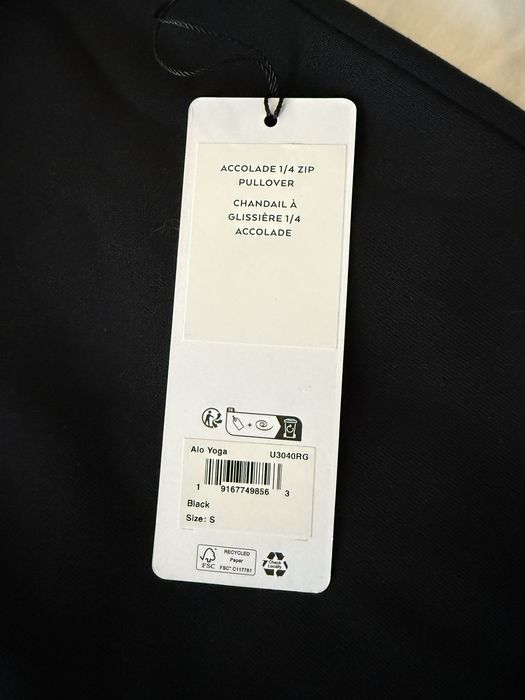 ACCOLADE 1/4 ZIP
PULLOVER
CHANDAIL À
GLISSIÈRE 1/4
ACCOLADE
Alo Yoga U3040RG
1 9167749856 3
Black
Size: S
RECYCLED
Paper
FSC® C117781
FSC
Check
Locally